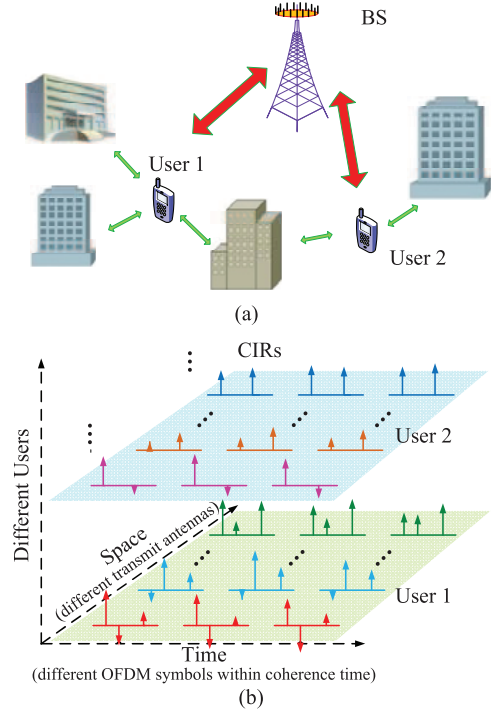 BS
User 1
User 2
(a)
CIRs
Different Users
User 2
Space
(different transmit antennas)
User 1
Time
(different OFDM symbols within coherence time)
(b)